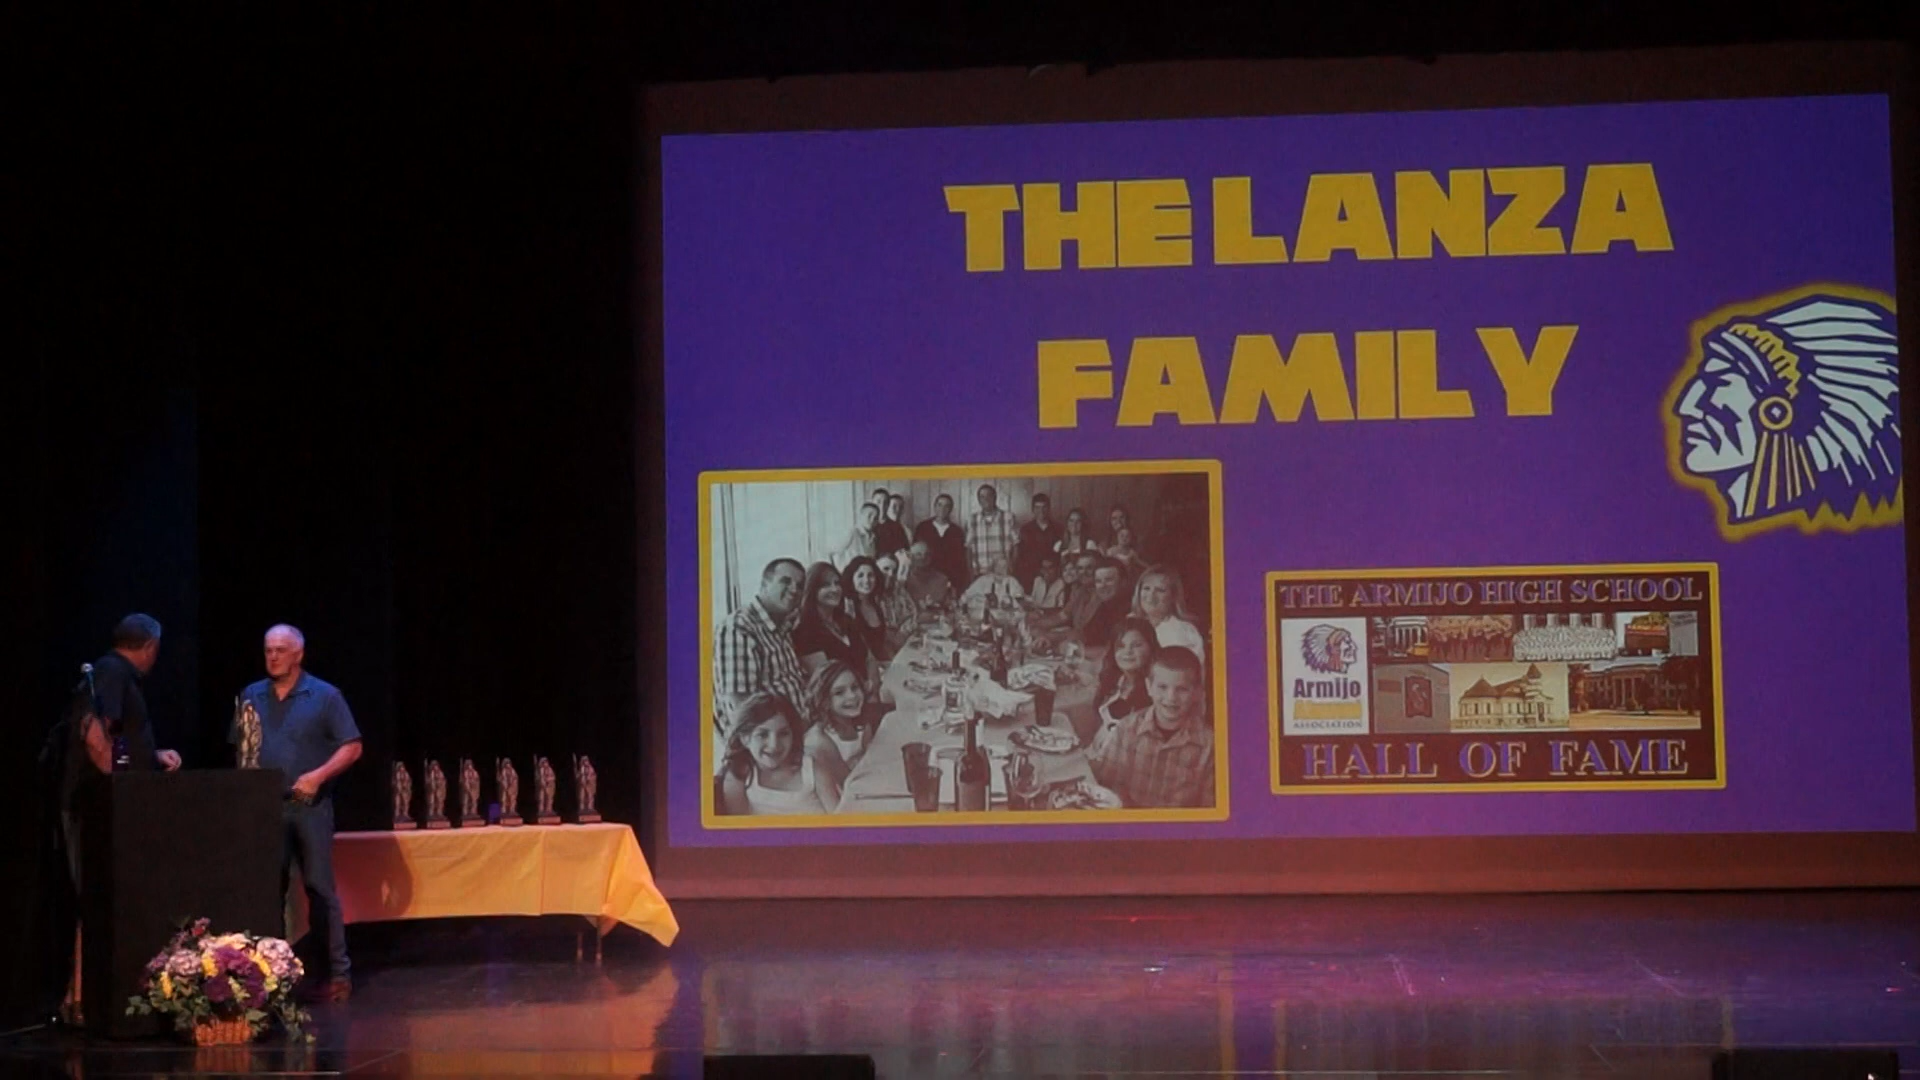 THE LANZA
FAMILY
THE ARMIJO HIGH SCHOOL
Armijo
ASSOCIATION
HALL OF FAME